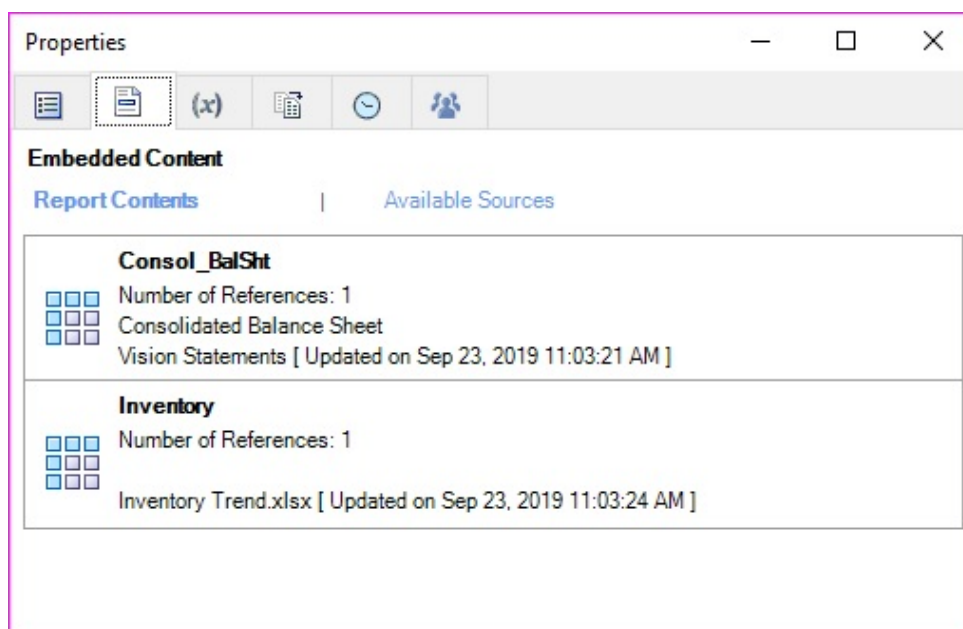 Properties
(x)
Embedded Content
Report Contents | Available Sources
Consol_BalSht
Number of References: 1
Consolidated Balance Sheet
Vision Statements [ Updated on Sep 23, 2019 11:03:21 AM ]
Inventory
Number of References: 1
Inventory Trend.xlsx [ Updated on Sep 23, 2019 11:03:24 AM ]